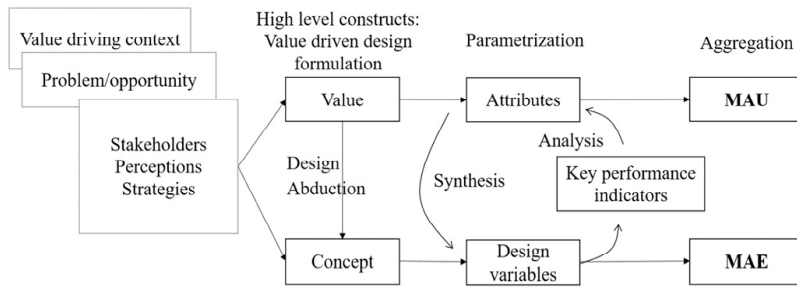 Value driving context
Problem/opportunity
Stakeholders
Perceptions
Strategies
High level constructs:
Value driven design
formulation
Parametrization
Aggregation
Value
Attributes
MAU
Design
Abduction
Synthesis
Analysis
Key performance
indicators
Concept
Design
variables
MAE